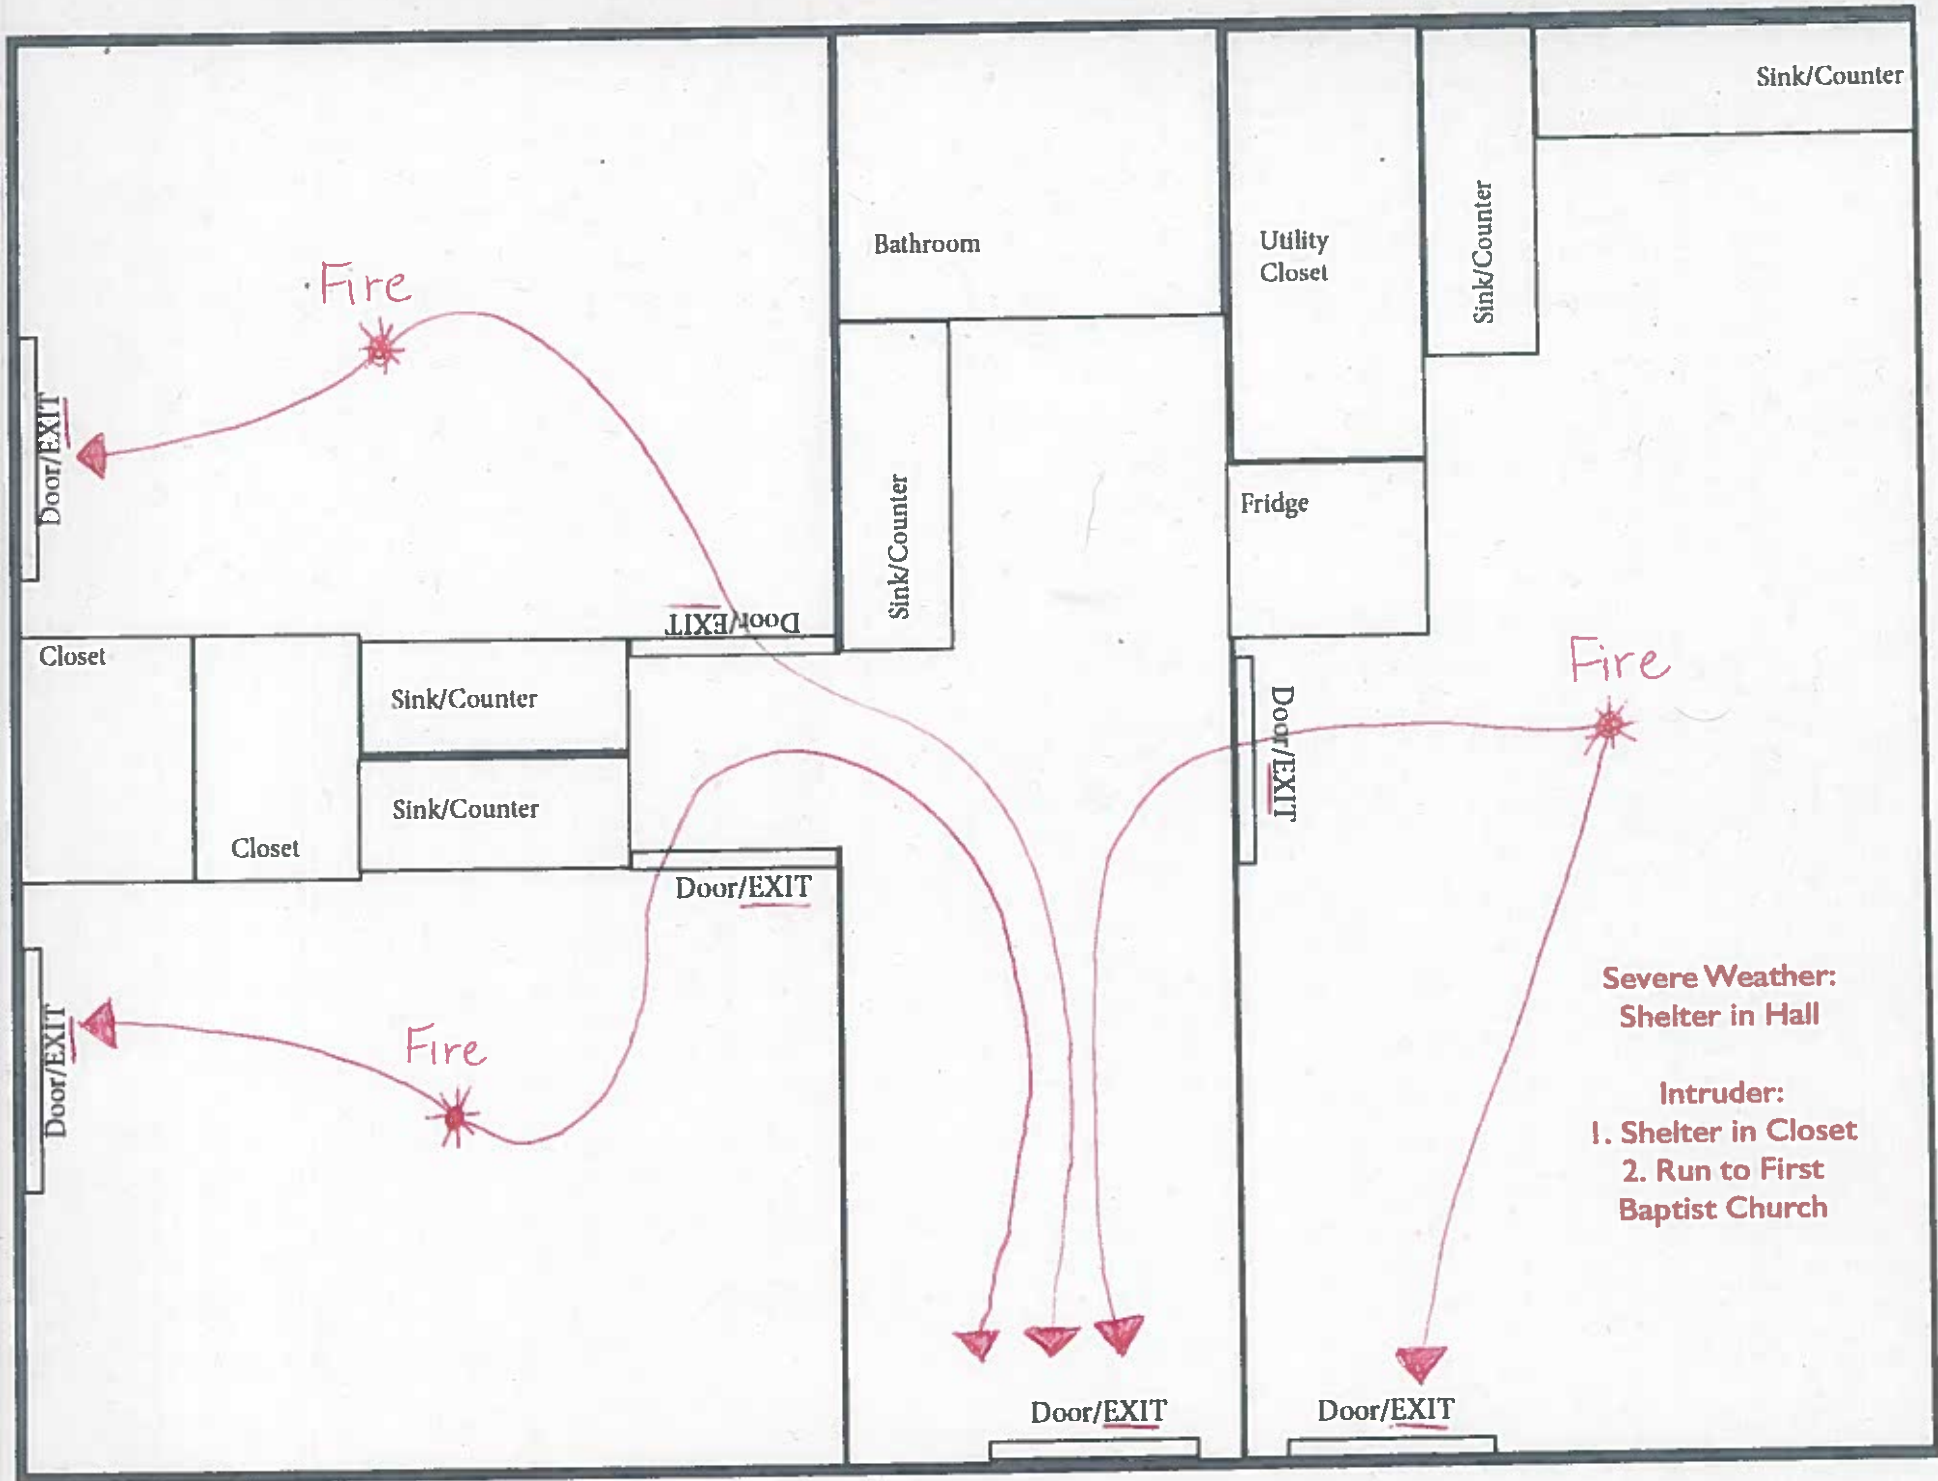 Sink/Counter
Bathroom
Utility
Closet
Sink/Counter
Fire
Door/EXIT
Fridge
Sink/Counter
Door/EXIT
Closet
Sink/Counter
Sink/Counter
Closet
Door/EXIT
Door/EXIT
Fire
Door/EXIT
Fire
Severe Weather:
Shelter in Hall
Intruder:
1. Shelter in Closet
2. Run to First
Baptist Church
Door/EXIT
Door/EXIT